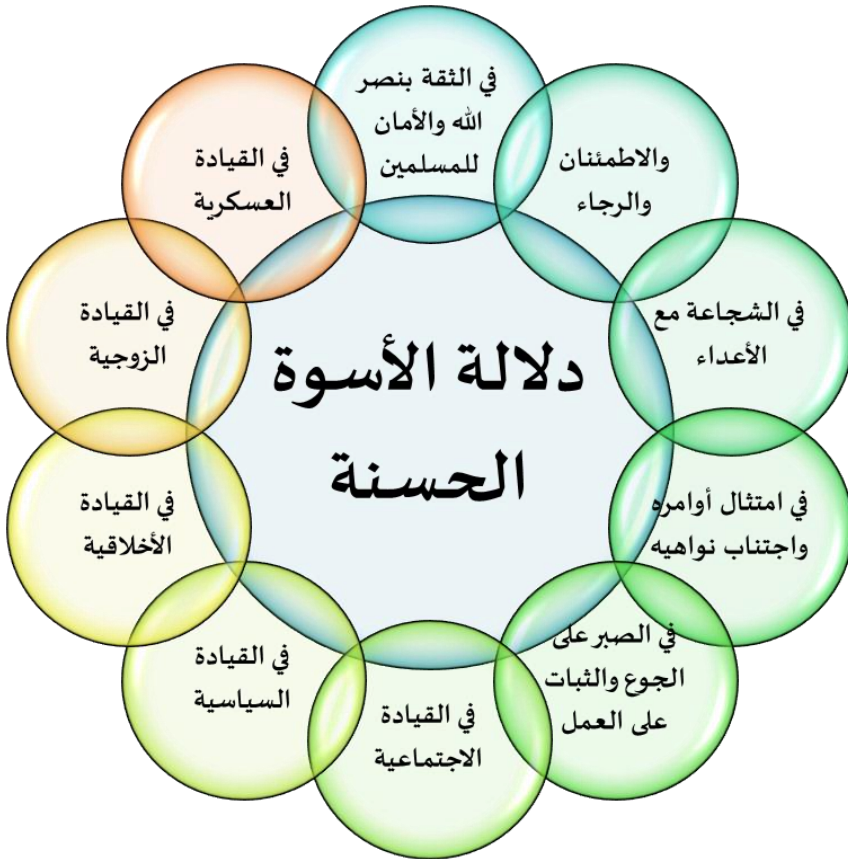 دلالة الأسوة
الحسنة
في الثقة بنصر
الله والأمان
للمسلمين
والاطمئنان
والرجاء
في الشجاعة مع
الأعداء
في امتثال أوامره
واجتناب نواهيه
في الصبر على
الجوع والثبات
على العمل
في القيادة
الاجتماعية
في القيادة
السياسية
في القيادة
الأخلاقية
في القيادة
الزوجية
في القيادة
العسكرية